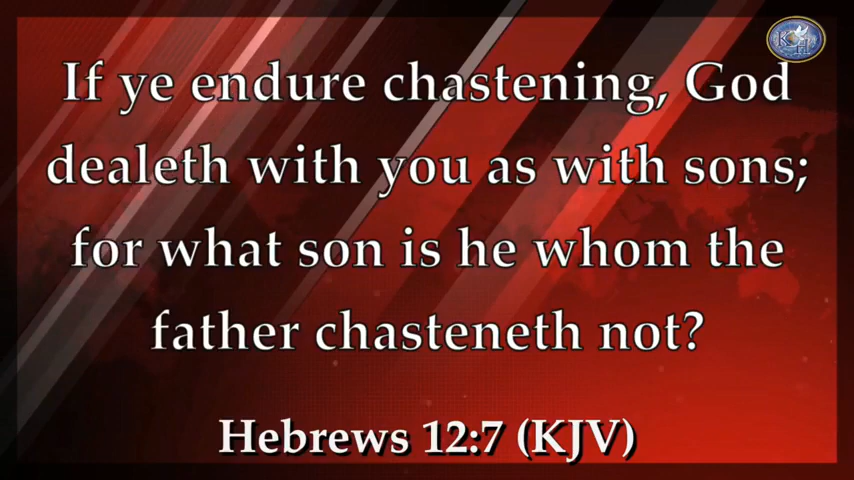 If ye endure chastening, God
dealeth with you as with sons;
for what son is he whom the
father chasteneth not?
Hebrews 12:7 (KJV)